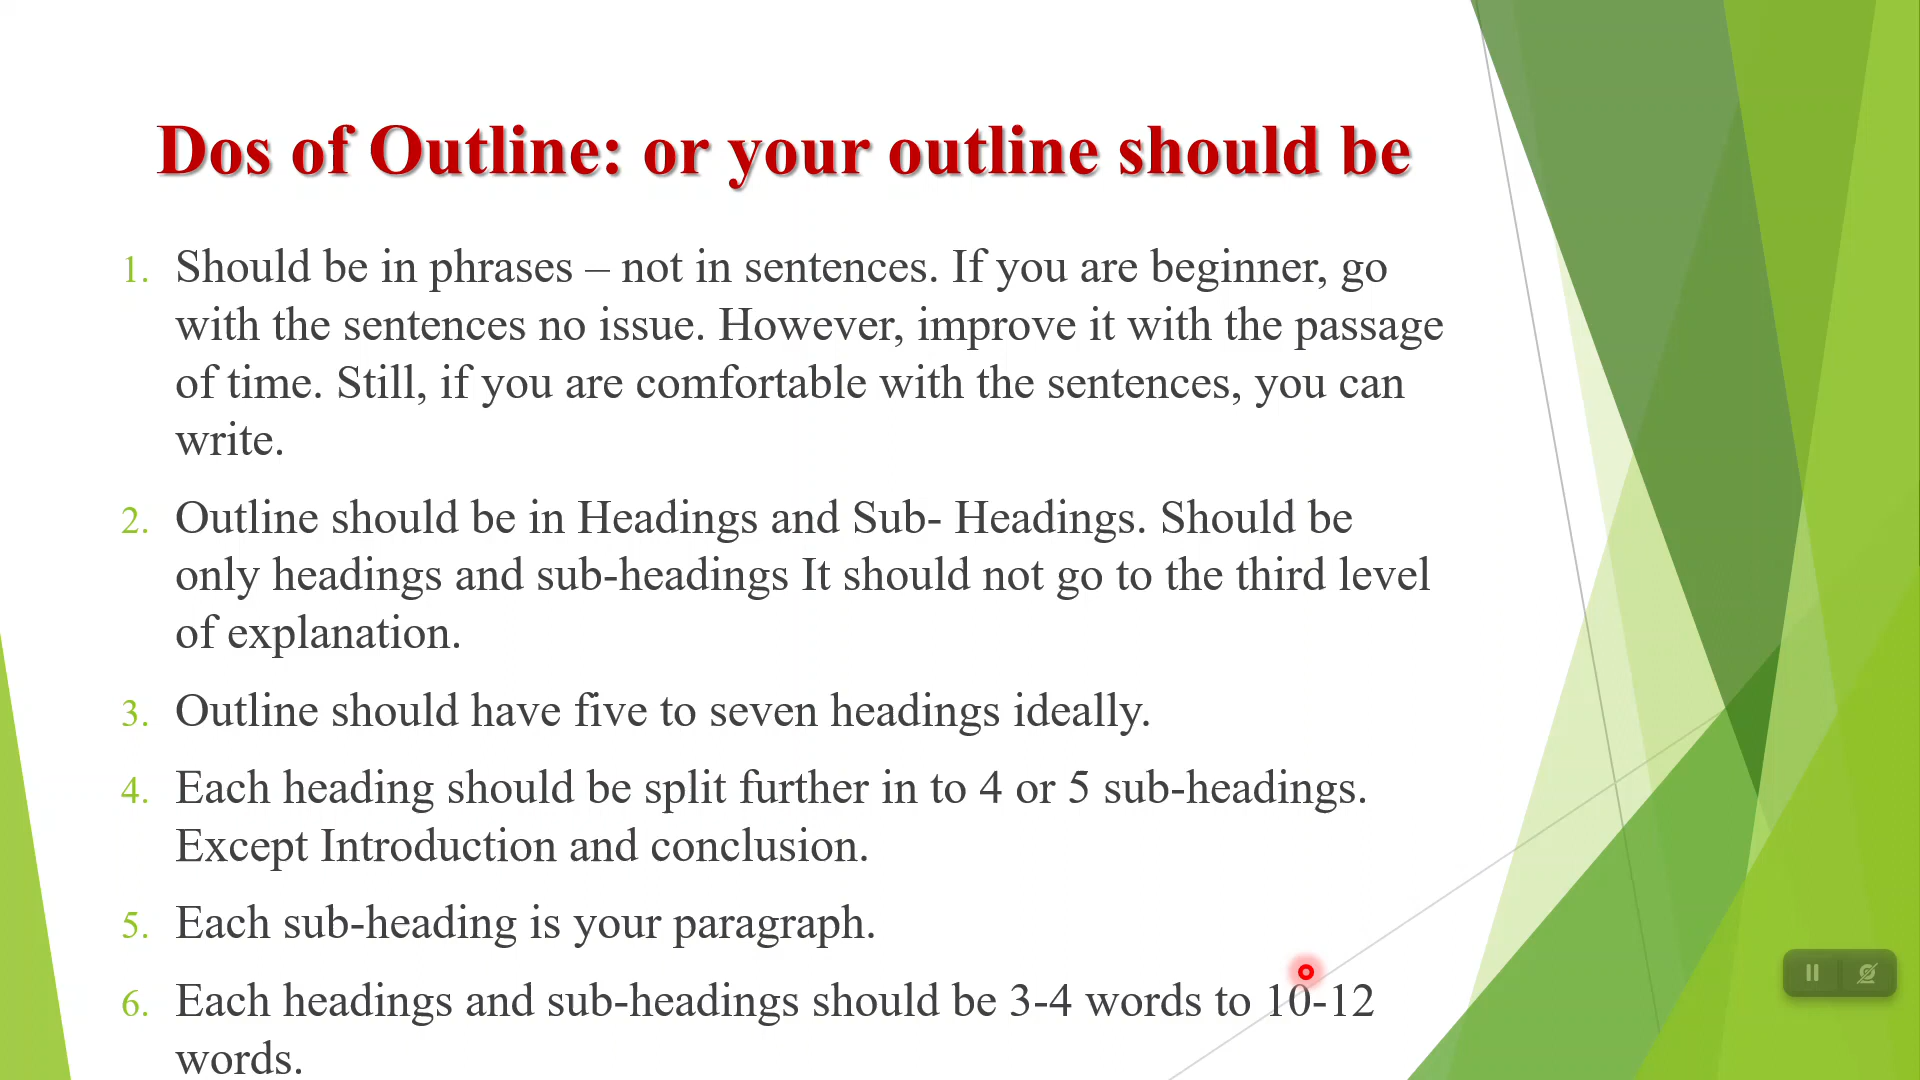 Dos of Outline: or your outline should be
1. Should be in phrases – not in sentences. If you are beginner, go
with the sentences no issue. However, improve it with the passage
of time. Still, if you are comfortable with the sentences, you can
write.
2. Outline should be in Headings and Sub- Headings. Should be
only headings and sub-headings It should not go to the third level
of explanation.
3. Outline should have five to seven headings ideally.
4. Each heading should be split further in to 4 or 5 sub-headings.
Except Introduction and conclusion.
5. Each sub-heading is your paragraph.
6. Each headings and sub-headings should be 3-4 words to 10-12
words.